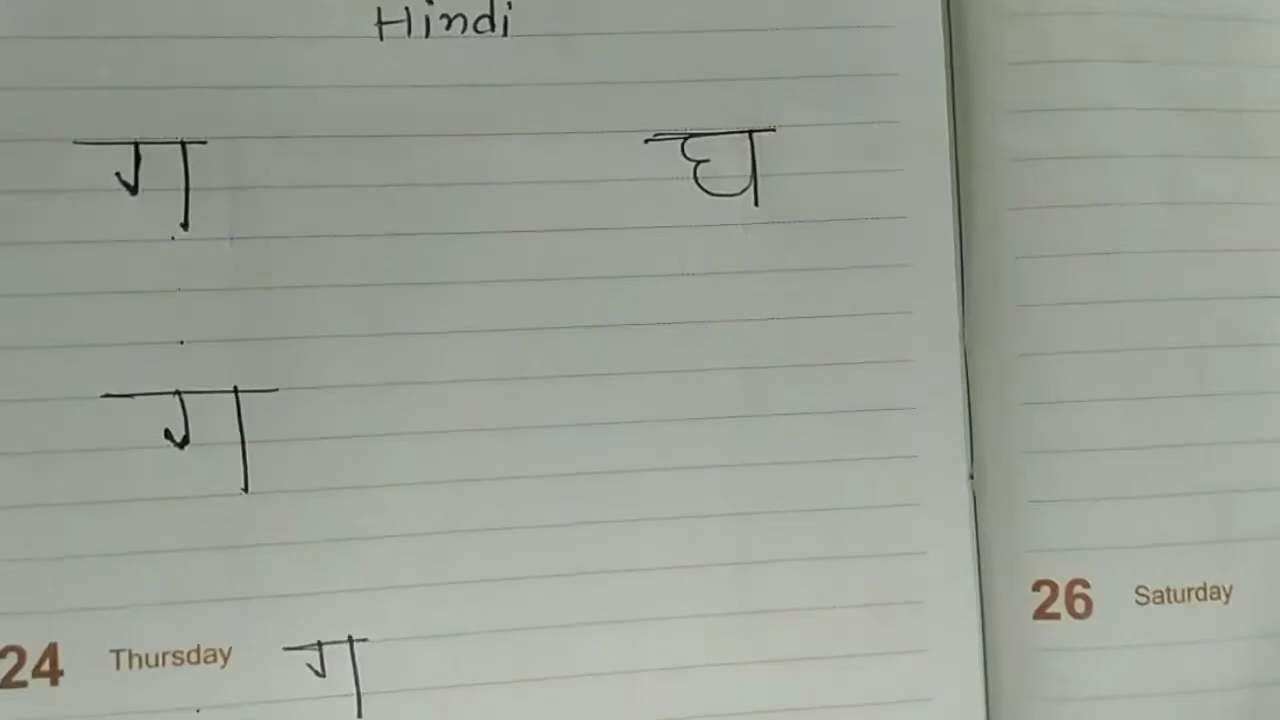 Hindi
ग घ
ग
24 Thursday ग
26 Saturday